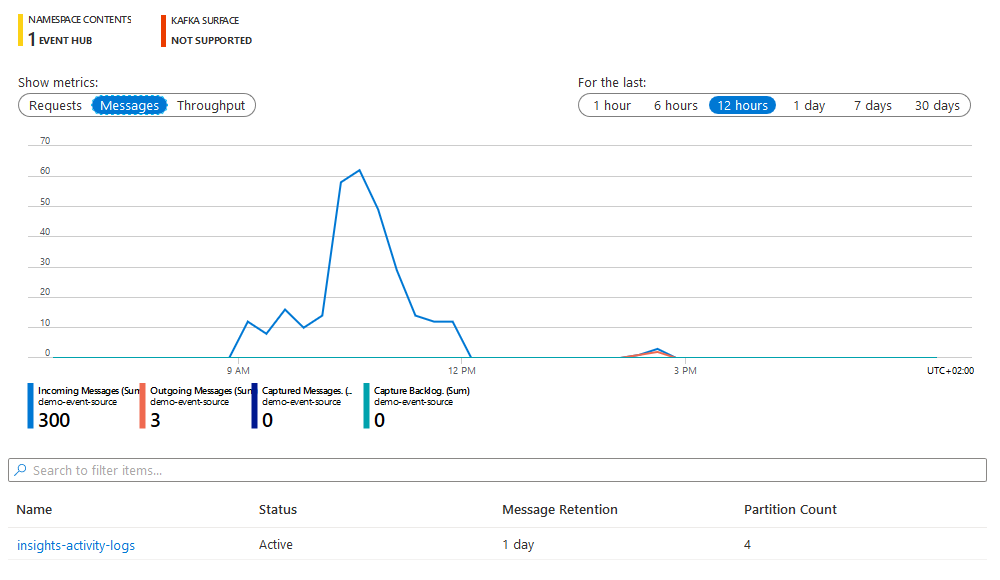 NAMESPACE CONTENTS
1 EVENT HUB
KAFKA SURFACE
NOT SUPPORTED
Show metrics:
Requests Messages Throughput
For the last:
1 hour 6 hours 12 hours 1 day 7 days 30 days
70
60
50
40
30
20
10
0
9 AM 12 PM 3 PM UTC+02:00
Incoming Messages (Sum
demo-event-source
300
Outgoing Messages (Sum
demo-event-source
3
Captured Messages. (...
demo-event-source
0
Capture Backlog. (Sum)
demo-event-source
0
Search to filter items...
Name Status Message Retention Partition Count
insights-activity-logs Active 1 day 4